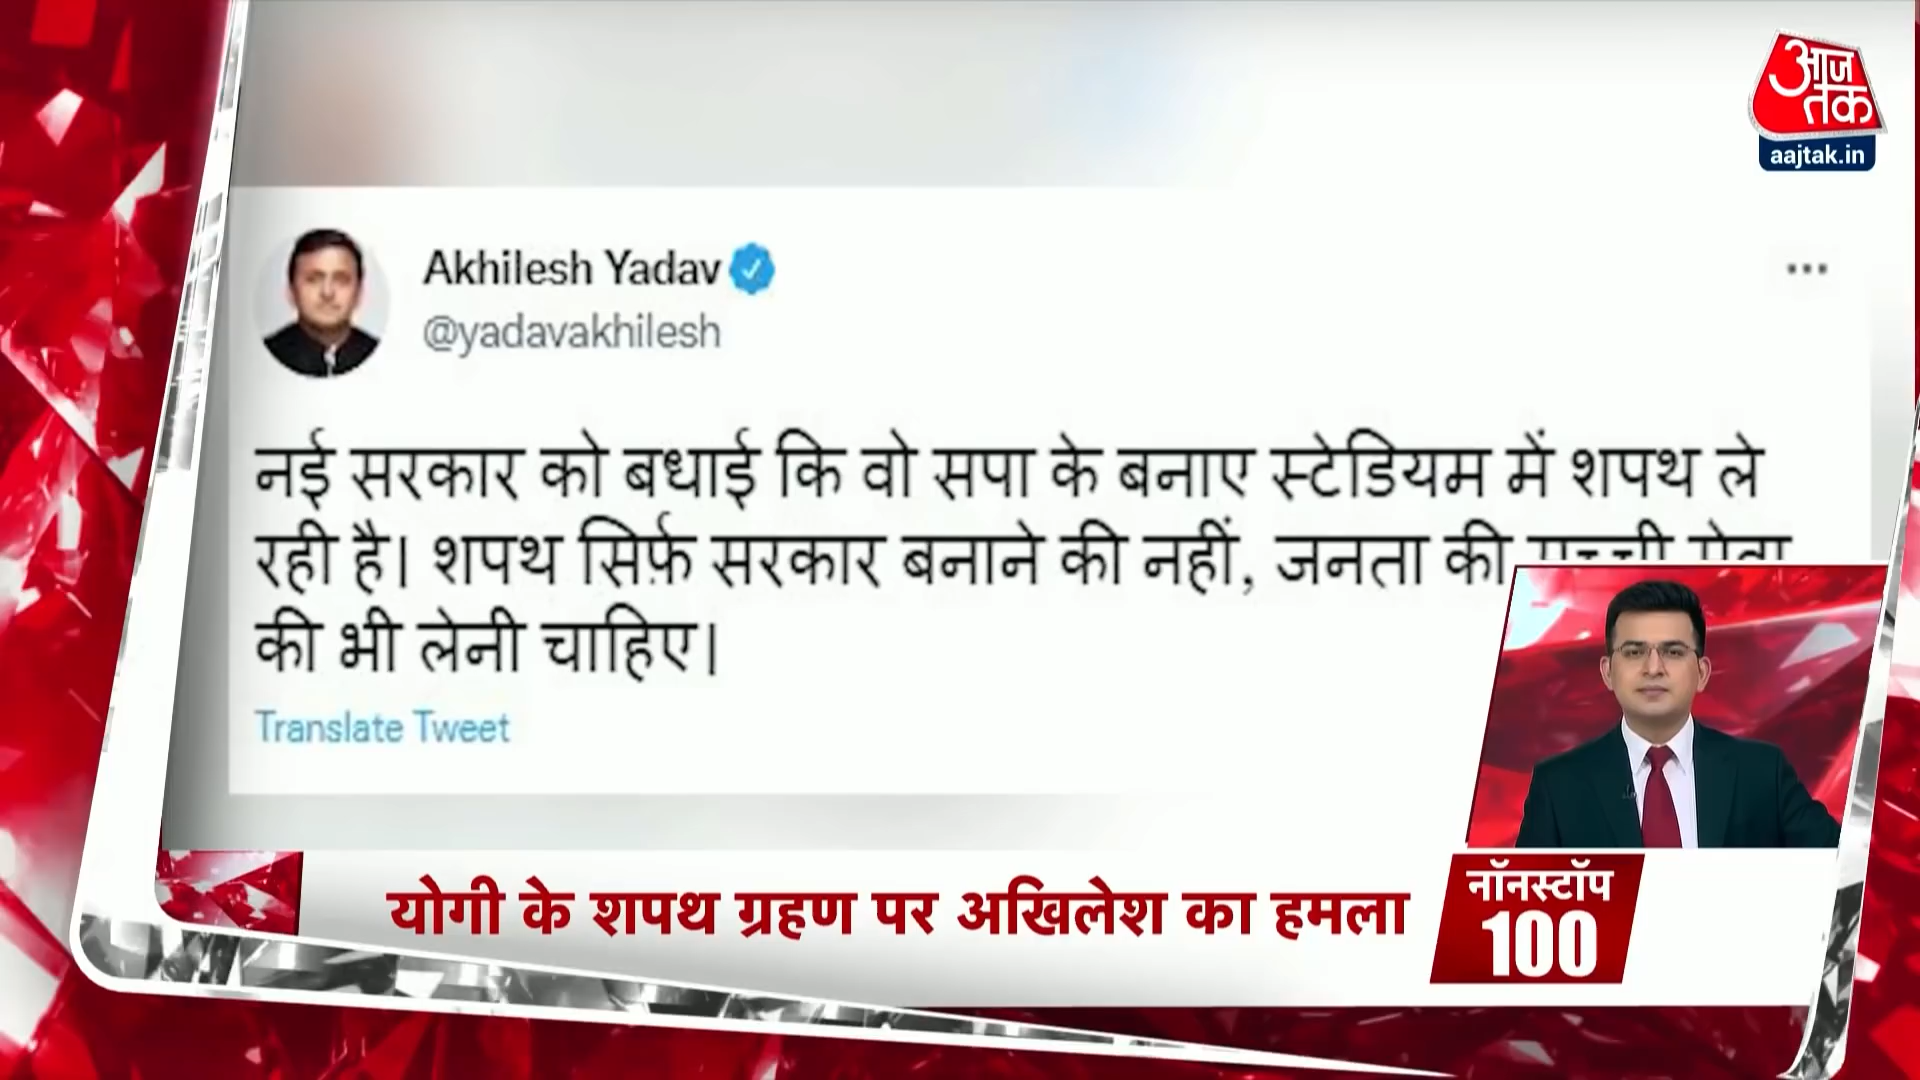 आज
तक
aajtak.in
Akhilesh Yadav
@yadavakhilesh
नई सरकार को बधाई कि वो सपा के बनाए स्टेडियम में शपथ ले
रही है। शपथ सिर्फ़ सरकार बनाने की नहीं, जनता की
की भी लेनी चाहिए।
Translate Tweet
योगी के शपथ ग्रहण पर अखिलेश का हमला
नॉनस्टॉप
100